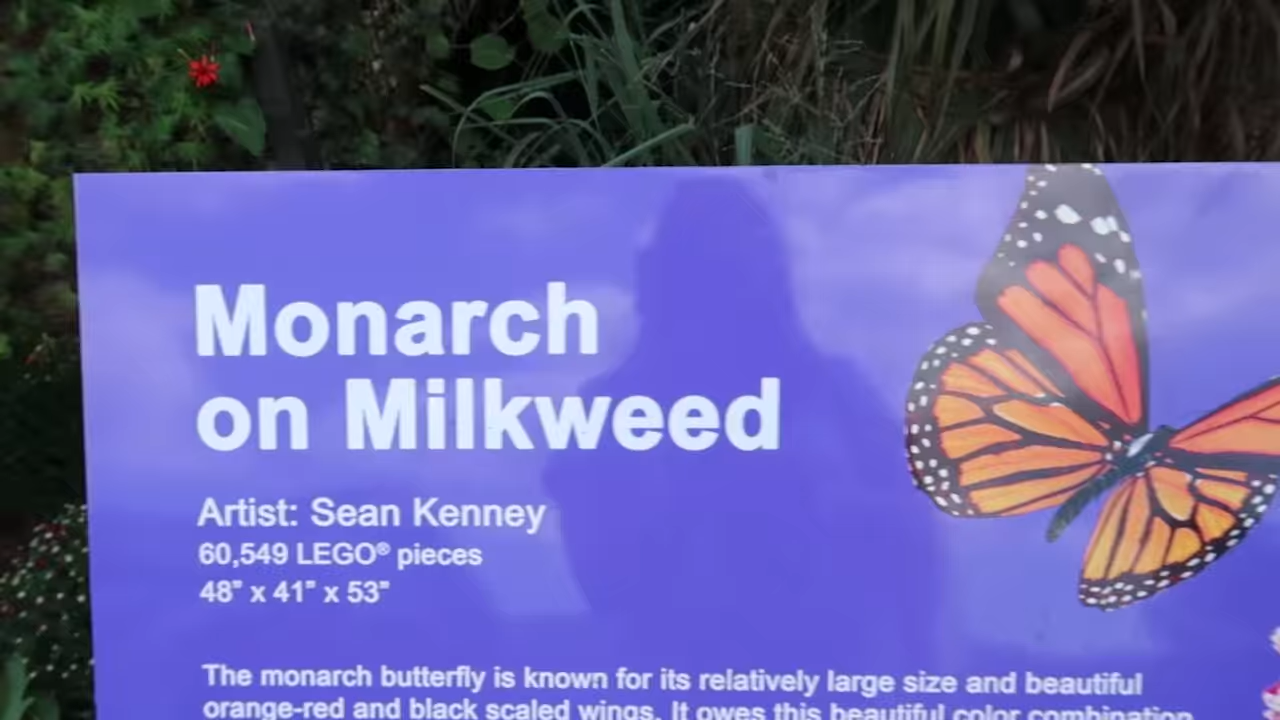 Monarch
on Milkweed
Artist: Sean Kenney
60,549 LEGO® pieces
48” x 41” x 53”
The monarch butterfly is known for its relatively large size and beautiful
orange-red and black scaled wings. It owes this beautiful color combination